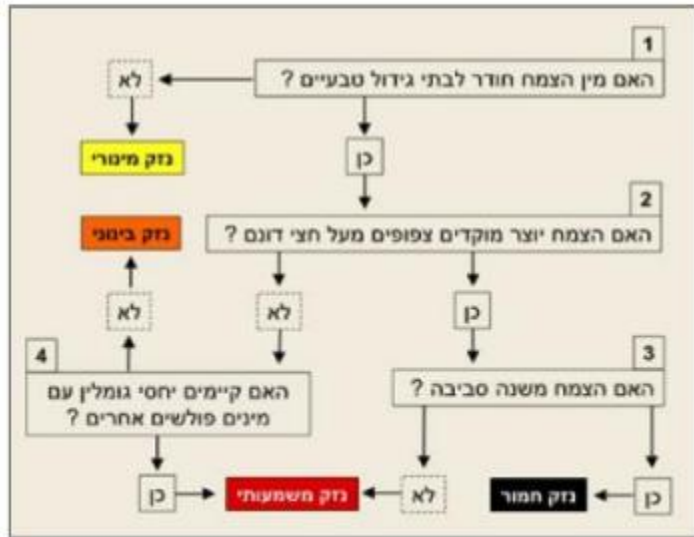 1
האם מין הצמח חודר לבתי גידול טבעיים ?
לא
כן
נזק מינורי
2
האם הצמח יוצר מוקדים צפופים מעל חצי דונם ?
נזק בינוני
כן
לא
לא
3
האם הצמח משנה סביבה ?
4
האם קיימים יחסי גומלין עם
מינים פולשים אחרים ?
כן
נזק חמור
לא
נזק משמעותי
כן